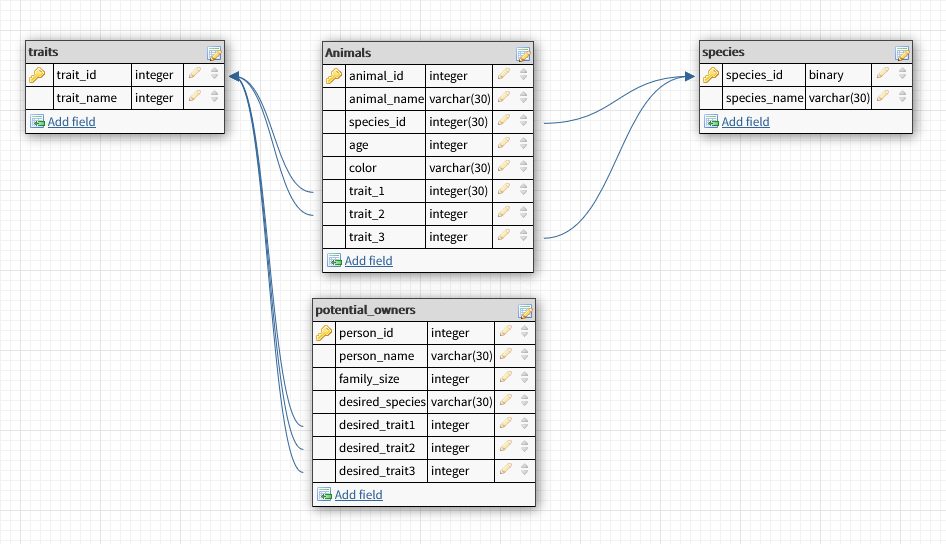 traits
trait_id integer
trait_name integer
Add field
Animals
animal_id integer
animal_name varchar(30)
species_id integer(30)
age integer
color varchar(30)
trait_1 integer(30)
trait_2 integer
trait_3 integer
Add field
species
species_id binary
species_name varchar(30)
Add field
potential_owners
person_id integer
person_name varchar(30)
family_size integer
desired_species varchar(30)
desired_trait1 integer
desired_trait2 integer
desired_trait3 integer
Add field